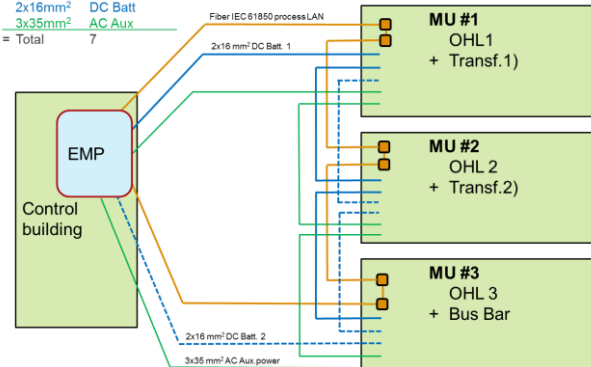 2x16mm² DC Batt
3x35mm² AC Aux
= Total 7
Fiber IEC 61850 process LAN
2x16 mm² DC Batt. 1
EMP
Control
building
MU #1
OHL1
+ Transf.1)
MU #2
OHL 2
+ Transf.2)
MU #3
OHL 3
+ Bus Bar
2x16 mm² DC Batt. 2
3x35 mm² AC Aux.power